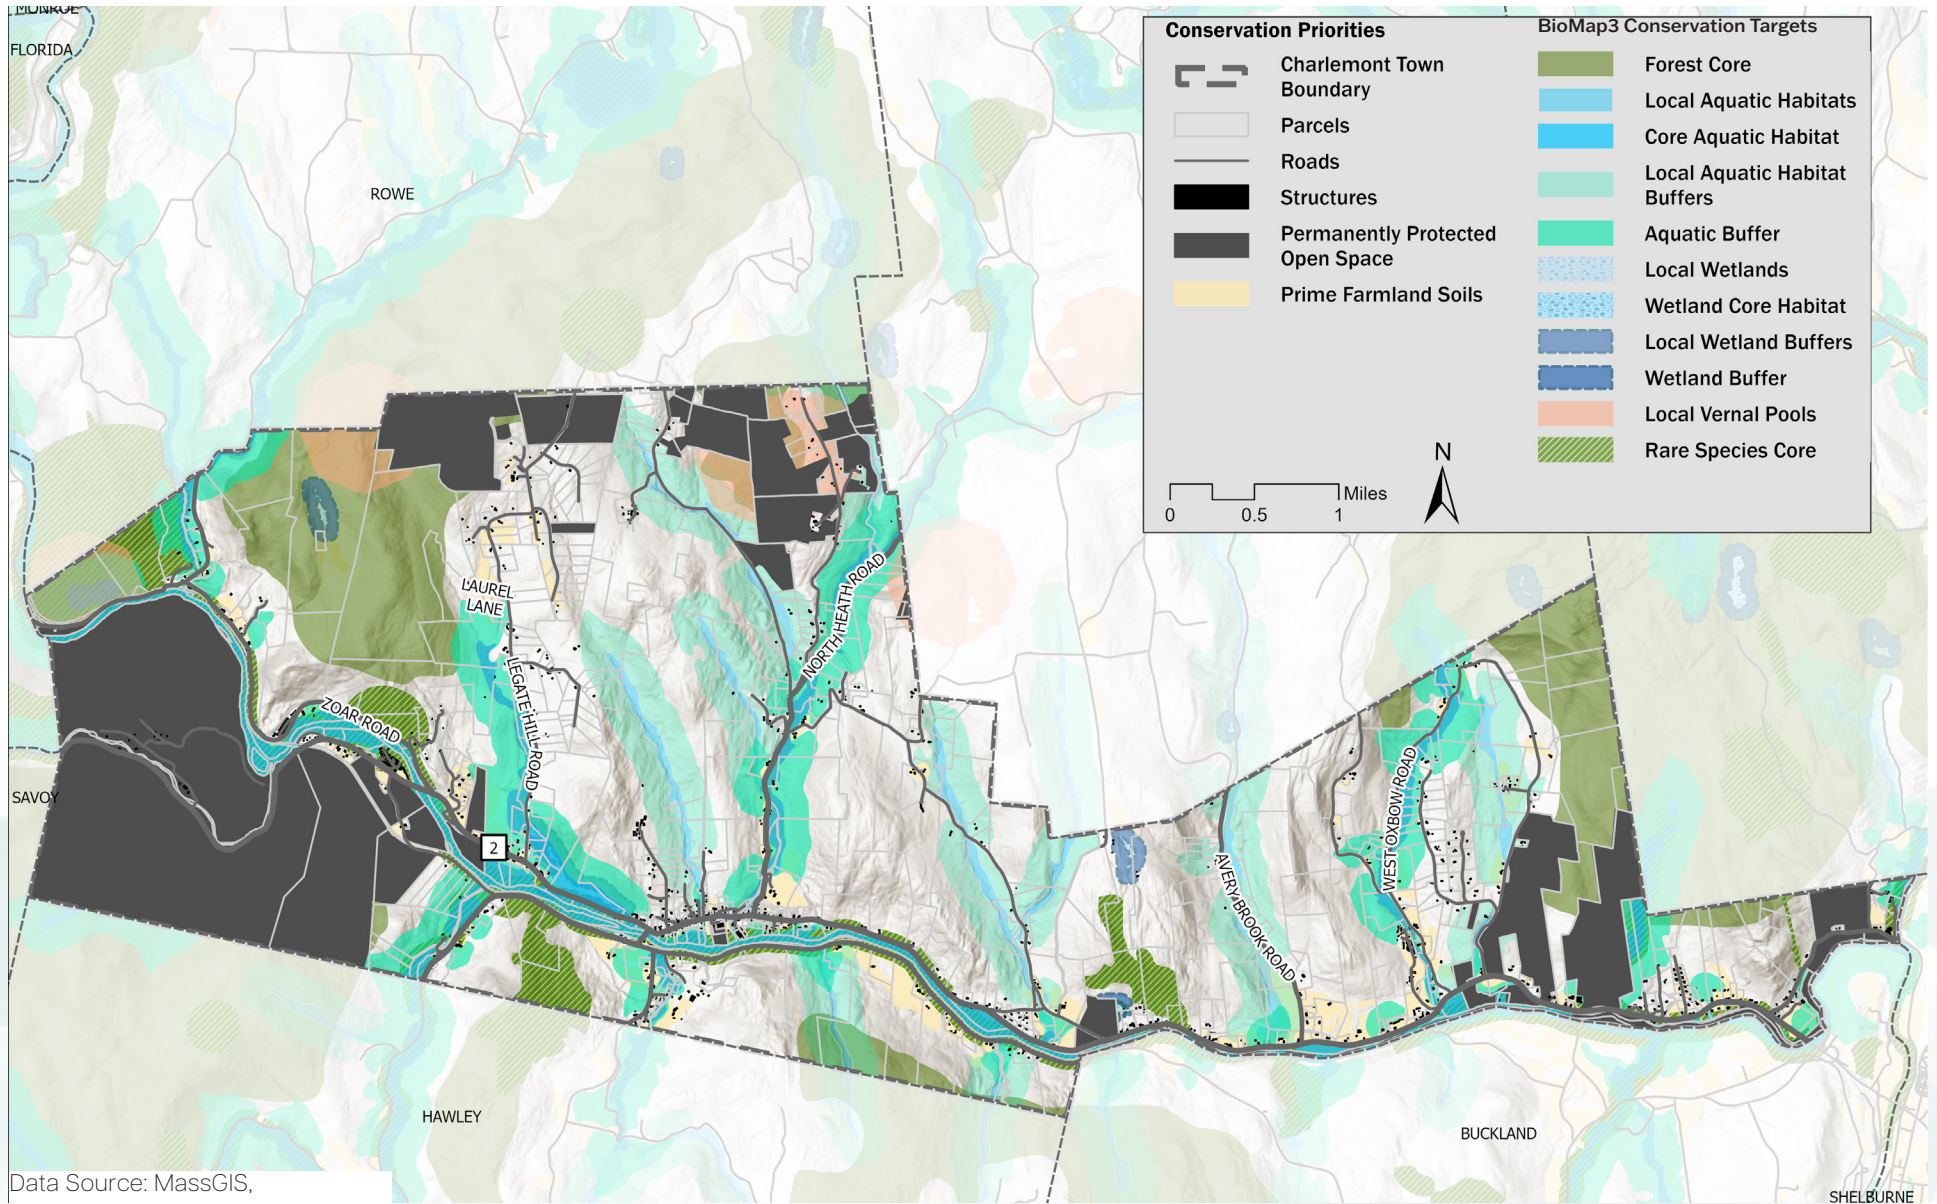 MONROE
FLORIDA
ROWE
Conservation Priorities
Charlemont Town
Boundary
Parcels
Roads
Structures
Permanently Protected
Open Space
Prime Farmland Soils
BioMap3 Conservation Targets
Forest Core
Local Aquatic Habitats
Core Aquatic Habitat
Local Aquatic Habitat
Buffers
Aquatic Buffer
Local Wetlands
Wetland Core Habitat
Local Wetland Buffers
Wetland Buffer
Local Vernal Pools
Rare Species Core
N
Miles
0 0.5 1
LAUREL
LANE
NORTH HEATH ROAD
LEGATE HILL ROAD
ZOAR ROAD
SAVOY
2
WEST OXBOW ROAD
AVERY BROOK ROAD
HAWLEY
BUCKLAND
Data Source: MassGIS,
SHELBURNE